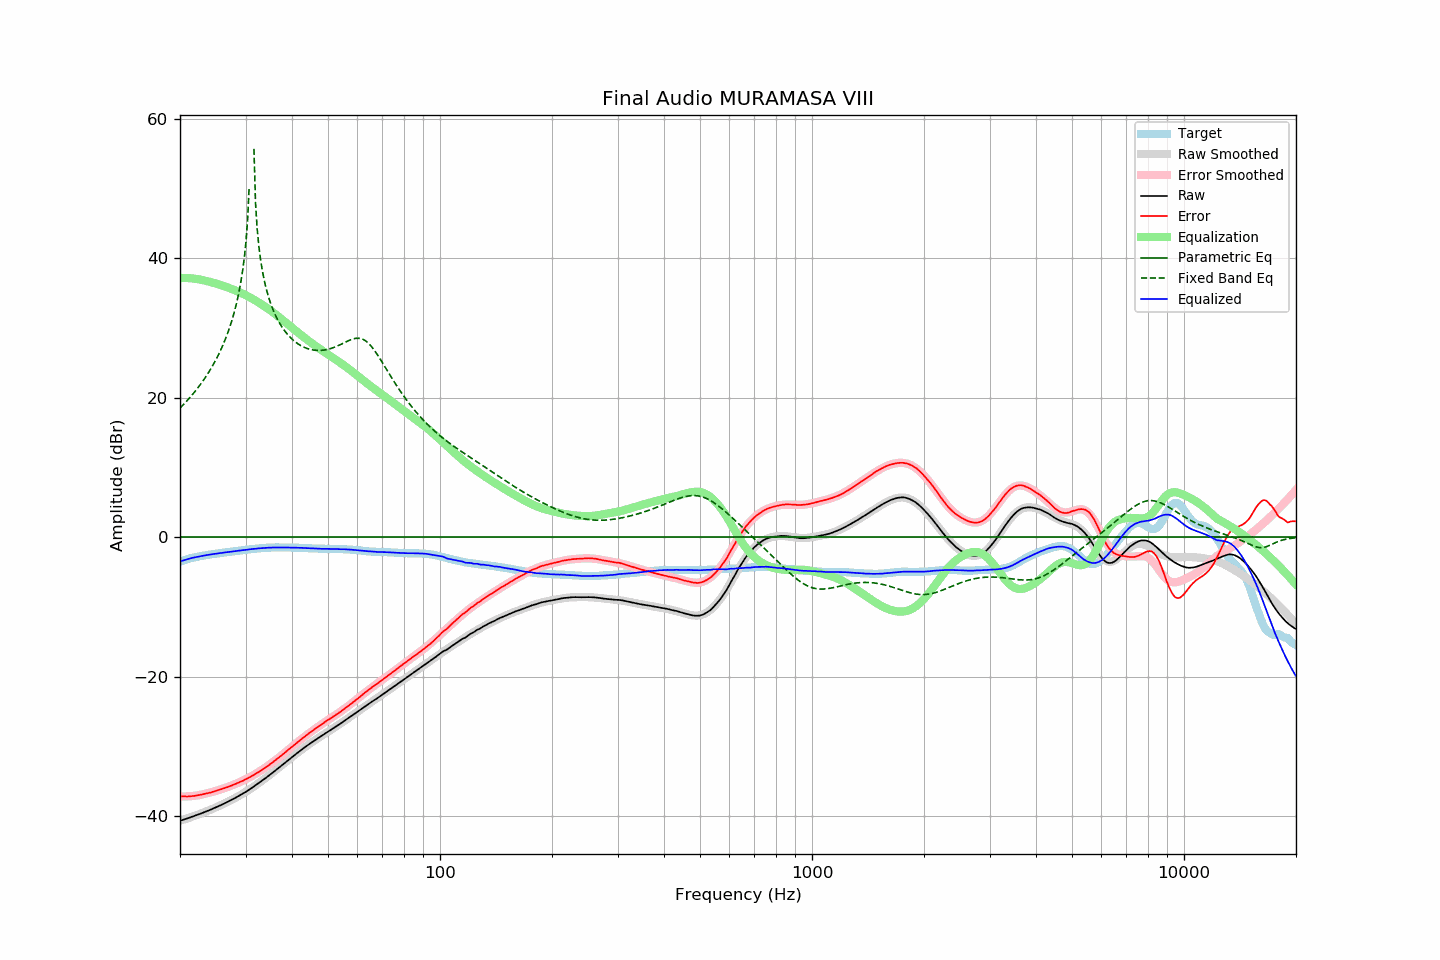 Final Audio MURAMASA VIII
60
40
20
0
−20
−40
Amplitude (dBr)
Target
Raw Smoothed
Error Smoothed
Raw
Error
Equalization
Parametric Eq
Fixed Band Eq
Equalized
100
1000
10000
Frequency (Hz)